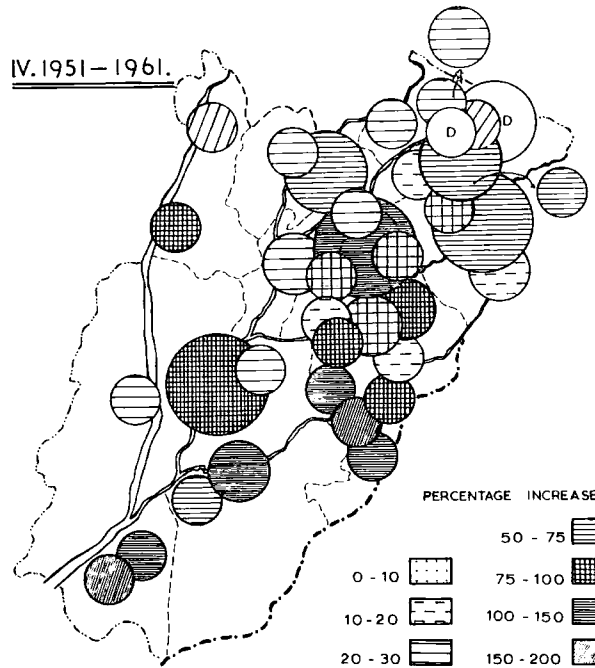 IV. 1951–1961.
D
D
PERCENTAGE INCREASE
50 - 75
0 - 10
75 - 100
10 - 20
100 - 150
20 - 30
150 - 200